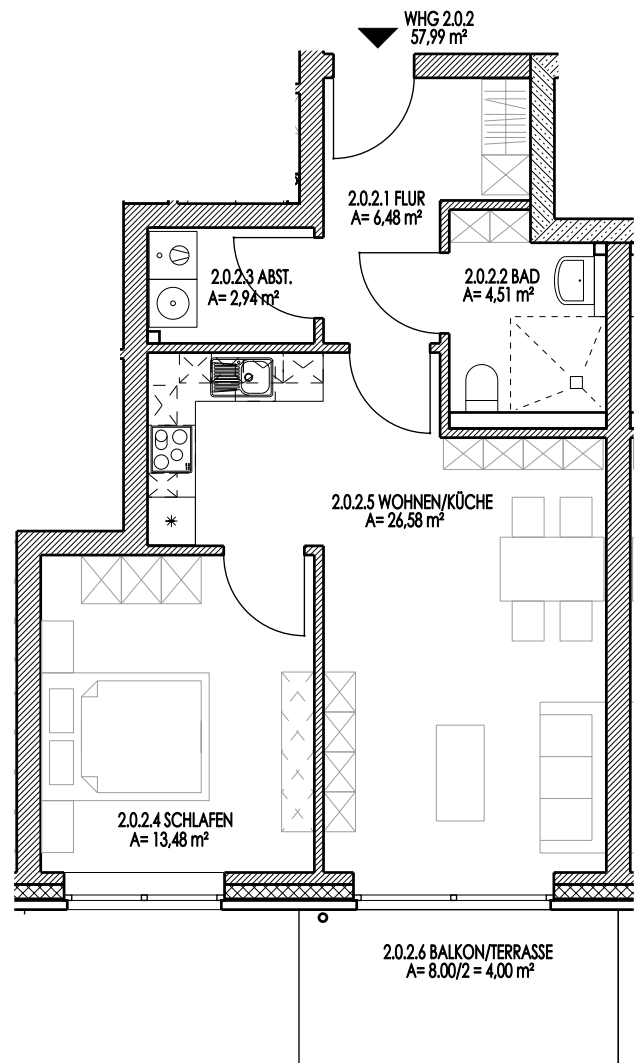 WHG 2.0.2
57,99 m²
2.0.2.1 FLUR
A= 6,48 m²
2.0.2.3 ABST.
A= 2,94 m²
2.0.2.2 BAD
A= 4,51 m²
2.0.2.5 WOHNEN/KÜCHE
A= 26,58 m²
2.0.2.4 SCHLAFEN
A= 13,48 m²
2.0.2.6 BALKON/TERRASSE
A= 8.00/2 = 4,00 m²